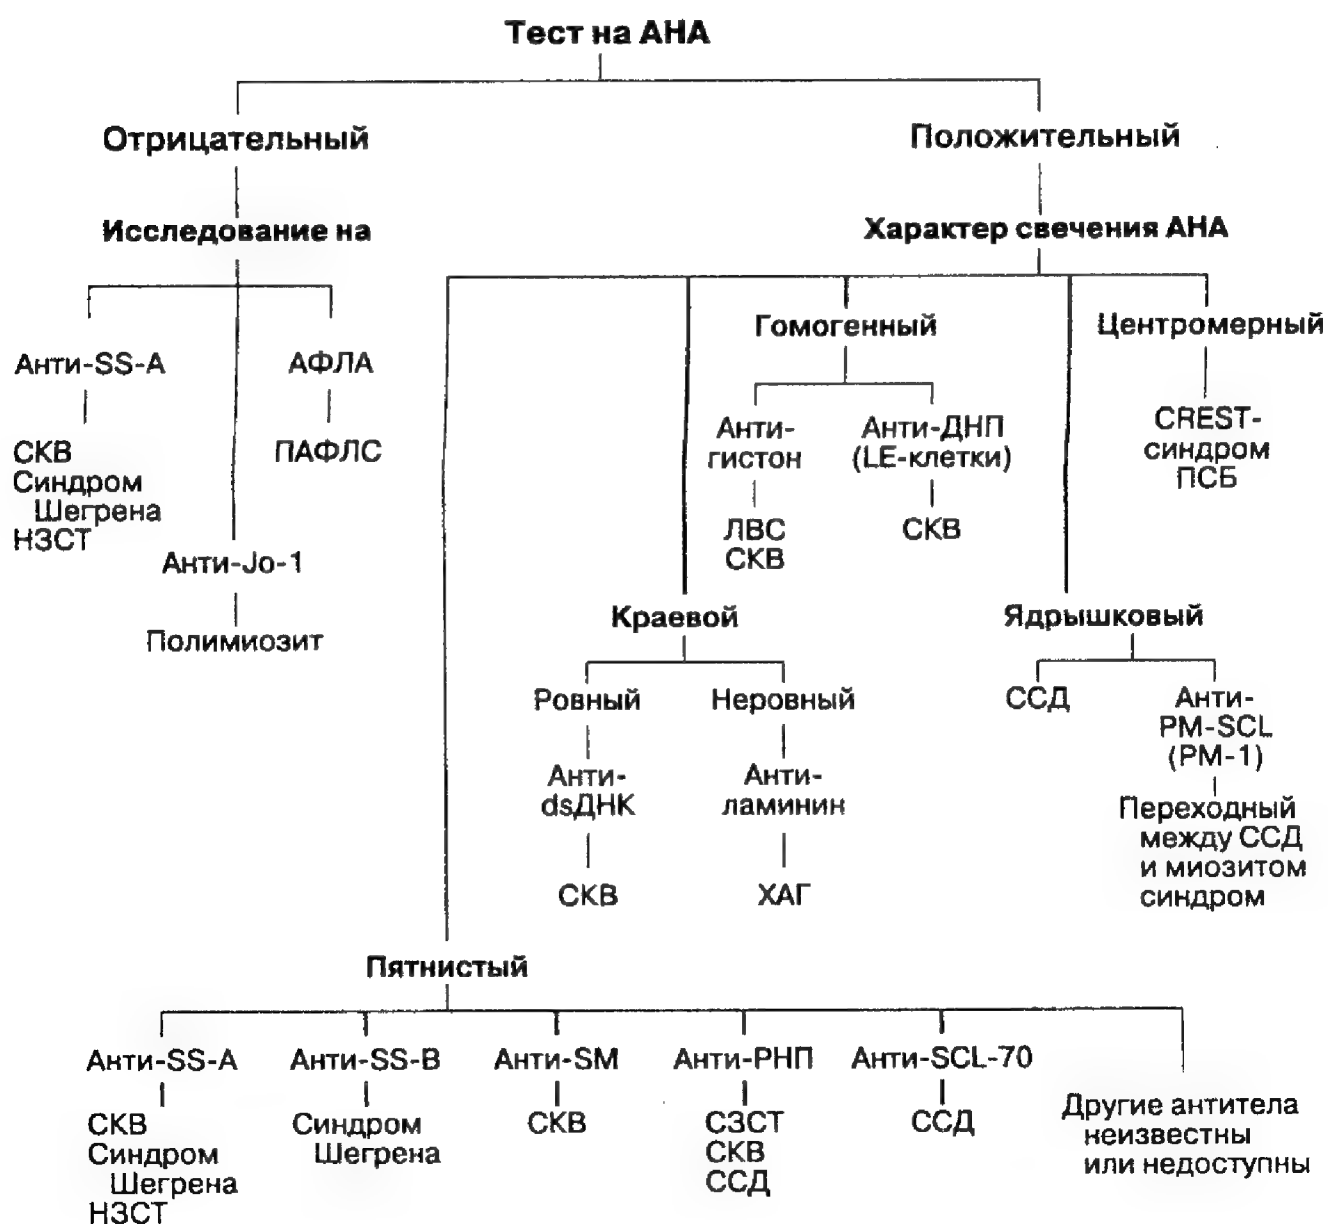 Тест на АНА
Отрицательный
Положительный
Исследование на
Характер свечения АНА
Анти-SS-A
СКВ
Синдром
Шегрена
НЗСТ
Анти-Jo-1
Полимиозит
АФЛА
ПАФЛС
Гомогенный
Анти-
гистон
ЛВС
СКВ
Анти-ДНП
(LE-клетки)
СКВ
Центромерный
CREST-
синдром
ПСБ
Краевой
Ровный
Анти-
dsДНК
СКВ
Неровный
Анти-
ламинин
ХАГ
Ядрышковый
ССД
Анти-
PM-SCL
(PM-1)
Переходный
между ССД
и миозитом
синдром
Пятнистый
Анти-SS-A
СКВ
Синдром
Шегрена
НЗСТ
Анти-SS-B
Синдром
Шегрена
Анти-SM
СКВ
Анти-РНП
СЗСТ
СКВ
ССД
Анти-SCL-70
ССД
Другие антитела
неизвестны
или недоступны